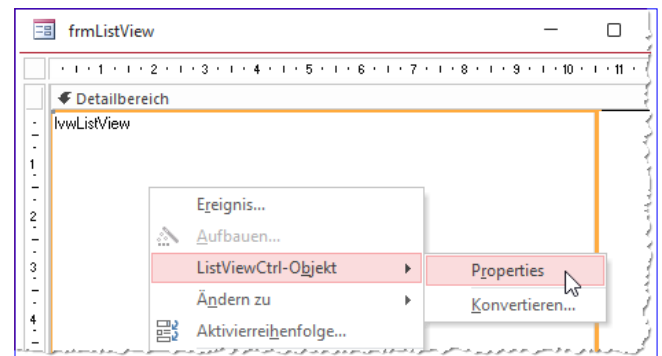 frmListView
1 2 3 4 5 6 7 8 9 10 11
Detailbereich
lvwListView
1
2
3
4
Ereignis...
Aufbauen...
ListViewCtrl-Objekt
Properties
Ändern zu
Konvertieren...
Aktivierreihenfolge...